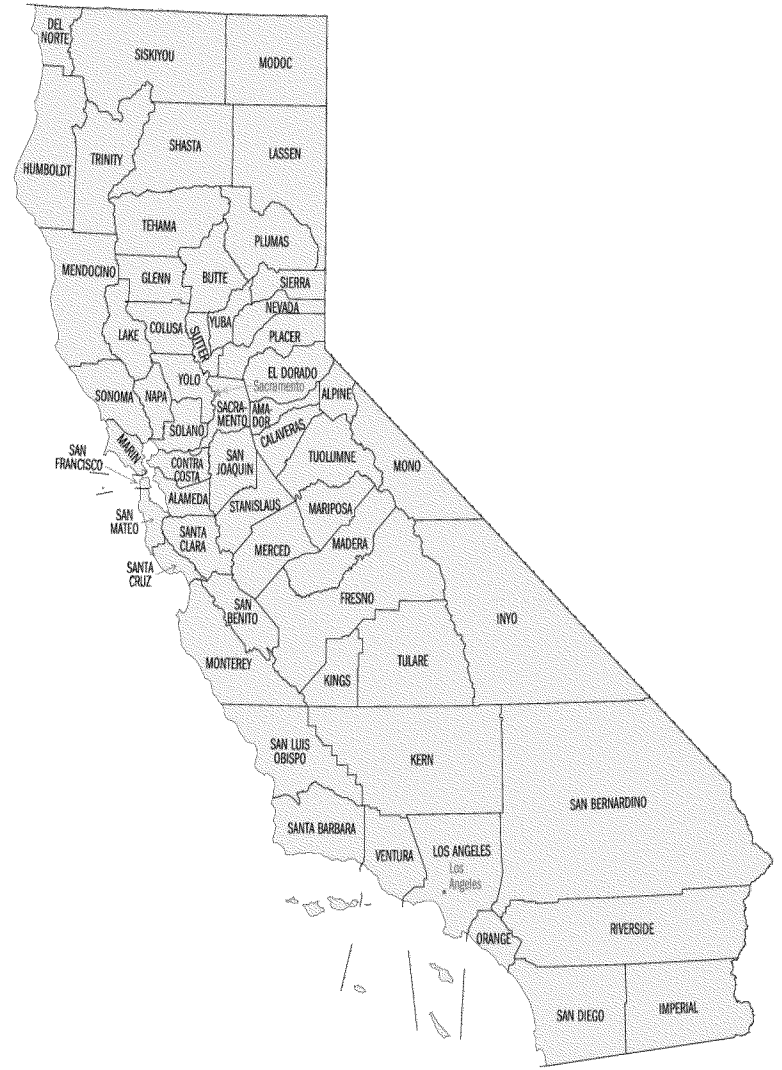 DEL
NORTE
SISKIYOU
MODOC
HUMBOLDT
TRINITY
SHASTA
LASSEN
TEHAMA
PLUMAS
MENDOCINO
GLENN
BUTTE
SIERRA
NEVADA
YUBA
COLUSA
SUTTER
LAKE
PLACER
EL DORADO
Sacramento
YOLO
SONOMA
NAPA
ALPINE
SACRA-
MENTO
AMA-
DOR
SOLANO
CALAVERAS
MARIN
SAN
FRANCISCO
CONTRA
COSTA
SAN
JOAQUIN
TUOLUMNE
MONO
ALAMEDA
STANISLAUS
MARIPOSA
SAN
MATEO
SANTA
CLARA
MERCED
MADERA
SANTA
CRUZ
FRESNO
SAN
BENITO
INYO
MONTEREY
KINGS
TULARE
SAN LUIS
OBISPO
KERN
SAN BERNARDINO
SANTA BARBARA
VENTURA
LOS ANGELES
Los
Angeles
ORANGE
RIVERSIDE
SAN DIEGO
IMPERIAL